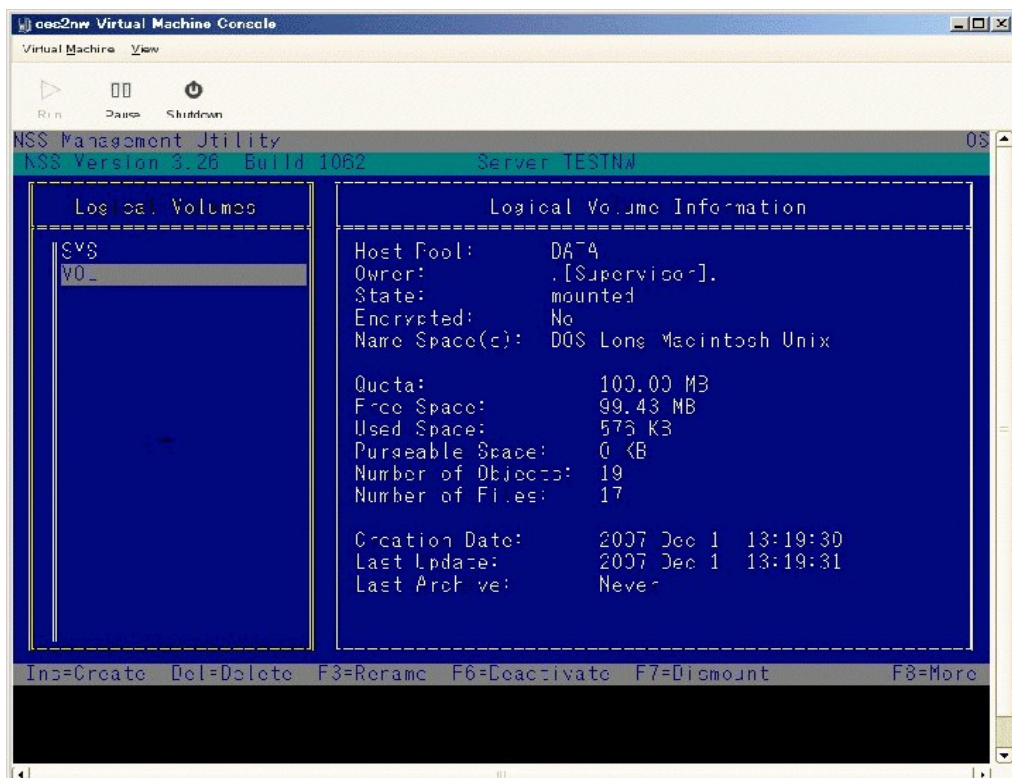 oes2nw Virtual Machine Console
Virtual Machine View
Run Pause Shutdown
NSS Management Utility OS
NSS Version 3.26 Build 1062 Server TESTNW
Logical Volumes
SYS
VOL
Logical Volume Information
Host Pool: DATA
Owner: .[Supervisor].
State: mounted
Encrypted: No
Name Space(s): DOS Long Macintosh Unix
Quota: 100.00 MB
Free Space: 99.43 MB
Used Space: 576 KB
Purgeable Space: 0 KB
Number of Objects: 19
Number of Files: 17
Creation Date: 2007 Dec 1 13:19:30
Last Update: 2007 Dec 1 13:19:31
Last Archive: Never
Ins=Create Del=Delete F3=Rename F6=Deactivate F7=Dismount F8=More